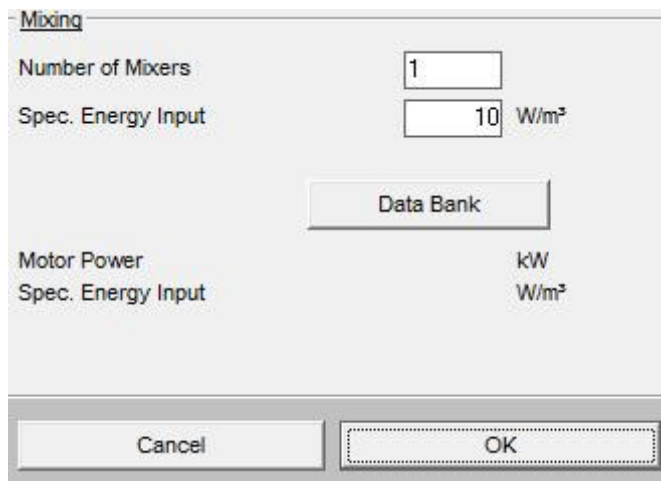 Mixing
Number of Mixers 1
Spec. Energy Input 10 W/m³
Data Bank
Motor Power kW
Spec. Energy Input W/m³
Cancel OK